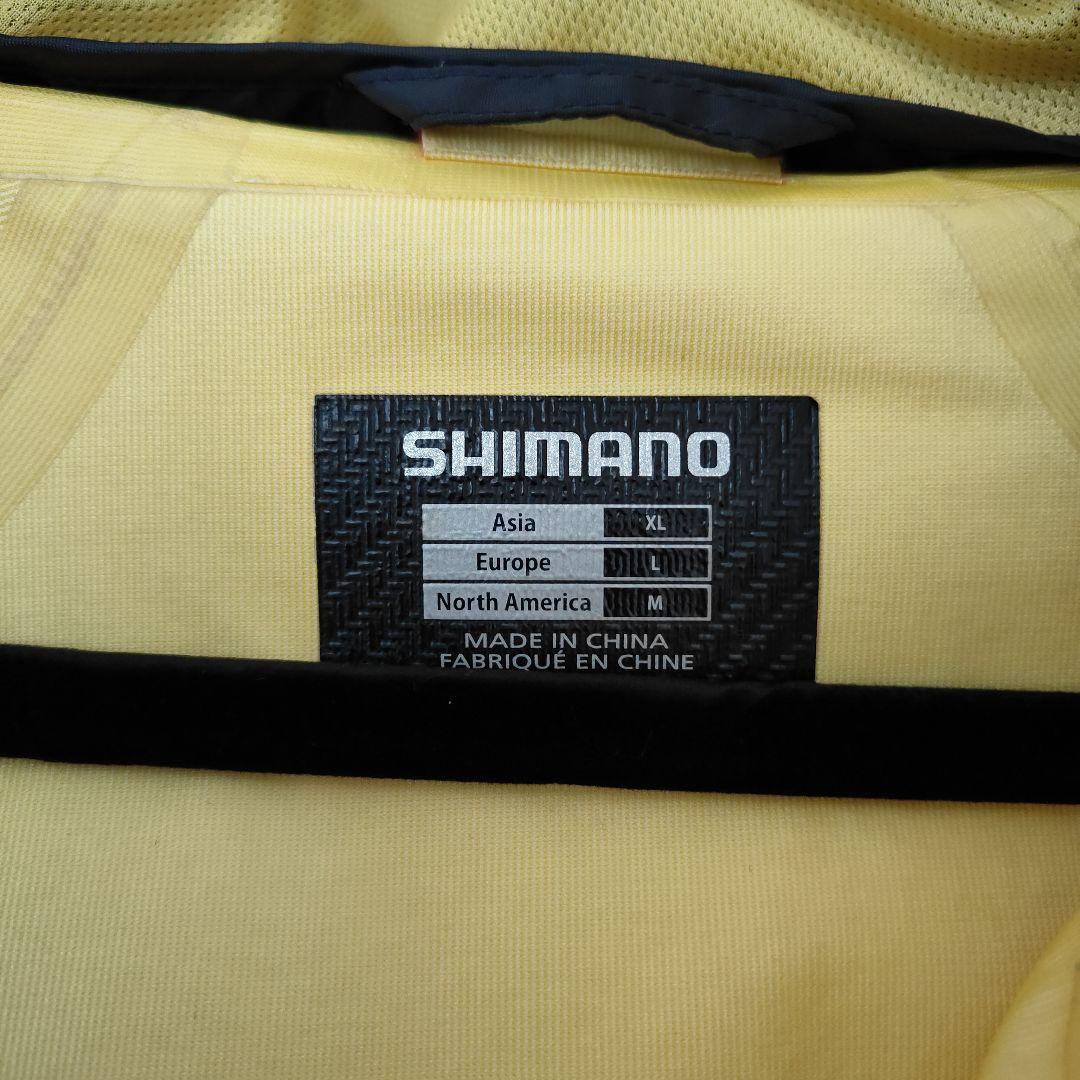 SHIMANO
Asia XL
Europe L
North America M
MADE IN CHINA
FABRIQUÉ EN CHINE